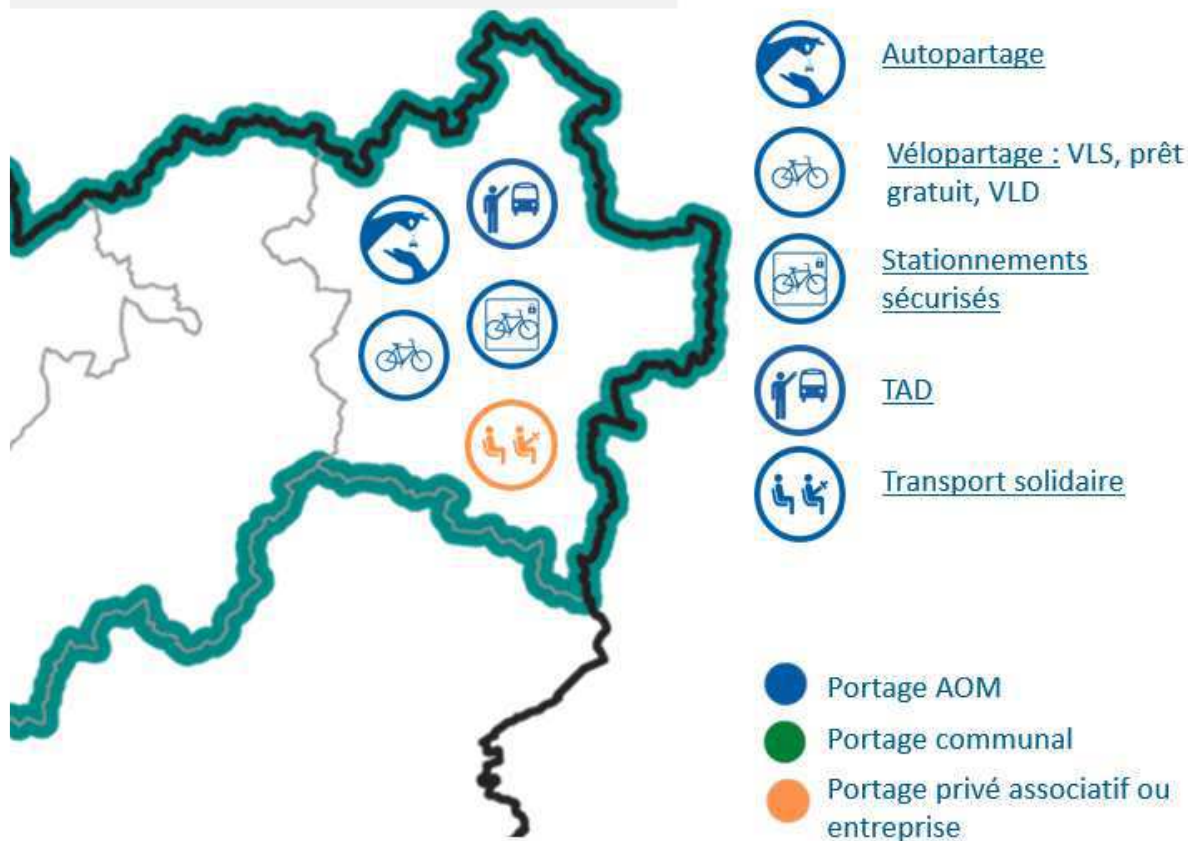 Autopartage
Vélopartage : VLS, prêt
gratuit, VLD
Stationnements
sécurisés
TAD
Transport solidaire
Portage AOM
Portage communal
Portage privé associatif ou
entreprise